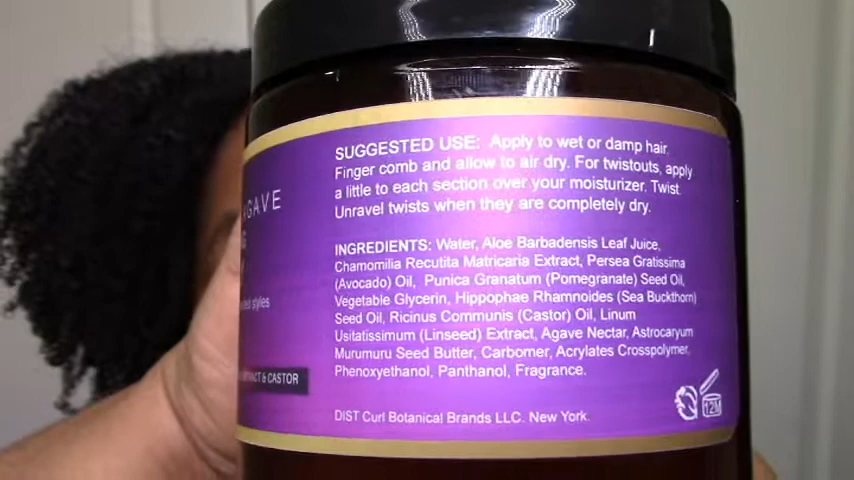 SUGGESTED USE: Apply to wet or damp hair.
Finger comb and allow to air dry. For twistouts, apply
a little to each section over your moisturizer. Twist
Unravel twists when they are completely dry.
INGREDIENTS: Water, Aloe Barbadensis Leaf Juice,
Chamomilia Recutita Matricaria Extract, Persea Gratissima
(Avocado) Oil, Punica Granatum (Pomegranate) Seed Oil,
Vegetable Glycerin, Hippophae Rhamnoides (Sea Buckthorn)
Seed Oil, Ricinus Communis (Castor) Oil, Linum
Usitatissimum (Linseed) Extract, Agave Nectar, Astrocaryum
Murumuru Seed Butter, Carbomer, Acrylates Crosspolymer,
Phenoxyethanol, Panthanol, Fragrance.
DIST Curl Botanical Brands LLC. New York.
12M
AGAVE
styles
& CASTOR